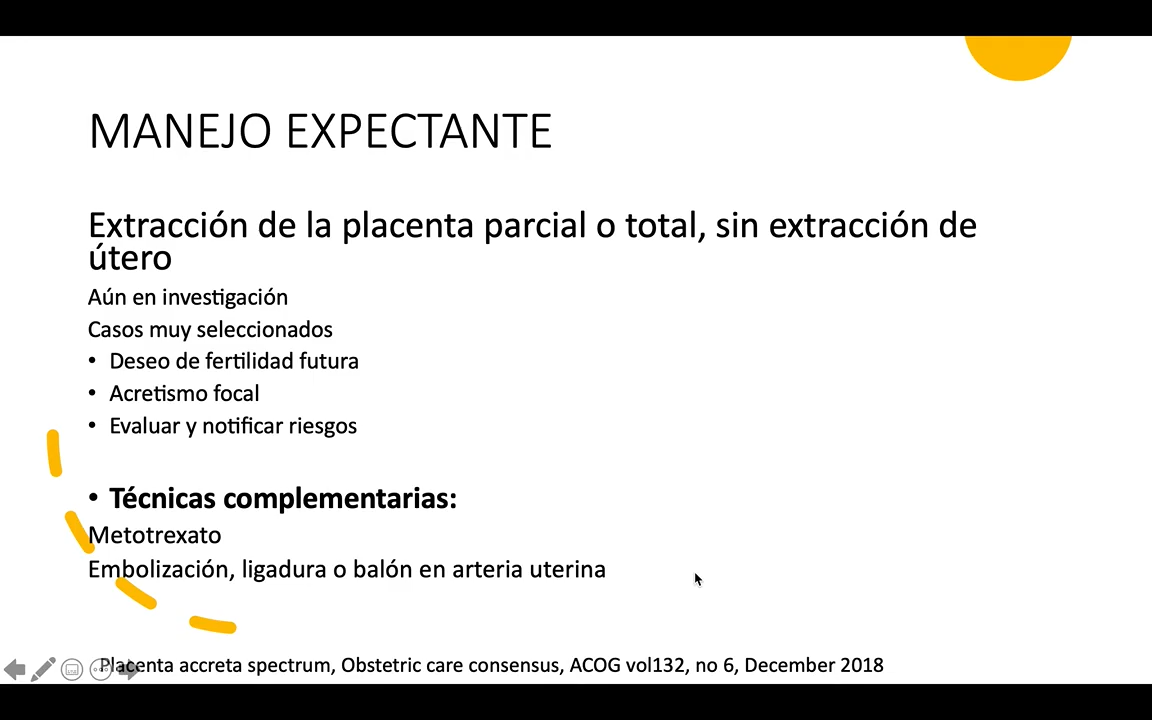 MANEJO EXPECTANTE
Extracción de la placenta parcial o total, sin extracción de
útero
Aún en investigación
Casos muy seleccionados
• Deseo de fertilidad futura
• Acretismo focal
• Evaluar y notificar riesgos
• Técnicas complementarias:
Metotrexato
Embolización, ligadura o balón en arteria uterina
Placenta accreta spectrum, Obstetric care consensus, ACOG vol132, no 6, December 2018